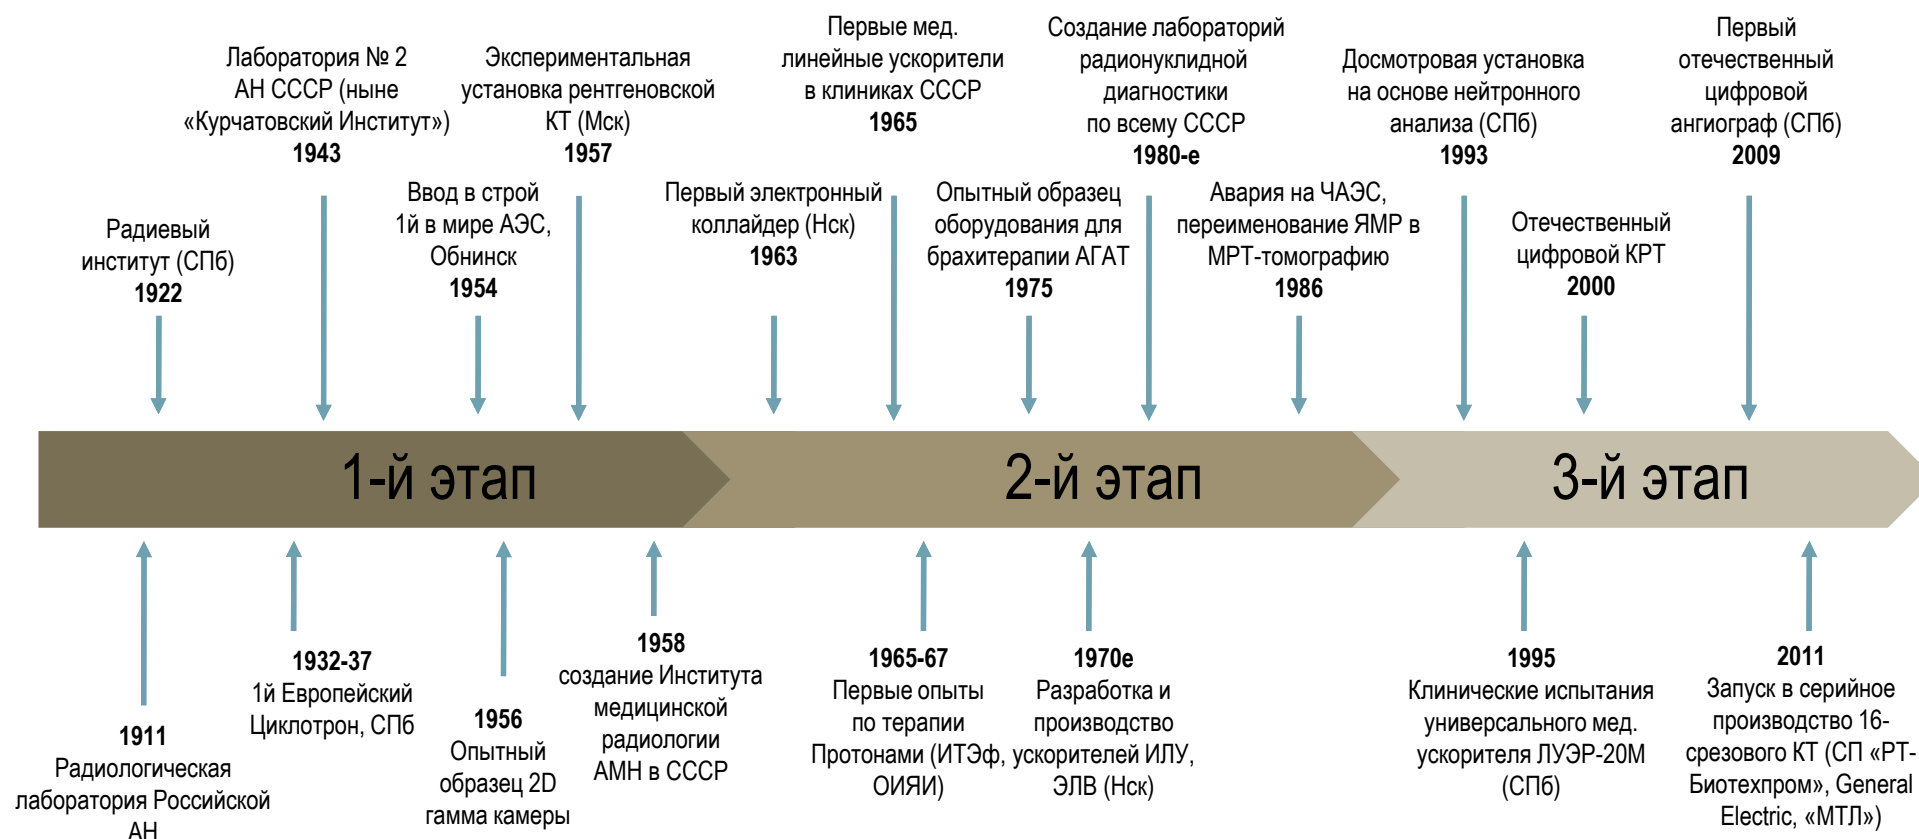 Радиевый
институт (СПб)
1922
Лаборатория № 2
АН СССР (ныне
«Курчатовский Институт»)
1943
Ввод в строй
1й в мире АЭС,
Обнинск
1954
Экспериментальная
установка рентгеновской
КТ (Мск)
1957
Первый электронный
коллайдер (Нск)
1963
Первые мед.
линейные ускорители
в клиниках СССР
1965
Опытный образец
оборудования для
брахитерапии АГАТ
1975
Создание лабораторий
радионуклидной
диагностики
по всему СССР
1980-е
Авария на ЧАЭС,
переименование ЯМР в
МРТ-томографию
1986
Досмотровая установка
на основе нейтронного
анализа (СПб)
1993
Отечественный
цифровой КРТ
2000
Первый
отечественный
цифровой
ангиограф (СПб)
2009
1-й этап
2-й этап
3-й этап
1911
Радиологическая
лаборатория Российской
АН
1932-37
1й Европейский
Циклотрон, СПб
1956
Опытный
образец 2D
гамма камеры
1958
создание Института
медицинской
радиологии
АМН в СССР
1965-67
Первые опыты
по терапии
Протонами (ИТЭф,
ОИЯИ)
1970е
Разработка и
производство
ускорителей ИЛУ,
ЭЛВ (Нск)
1995
Клинические испытания
универсального мед.
ускорителя ЛУЭР-20М
(СПб)
2011
Запуск в серийное
производство 16-
срезового КТ (СП «РТ-
Биотехпром», General
Electric, «МТЛ»)